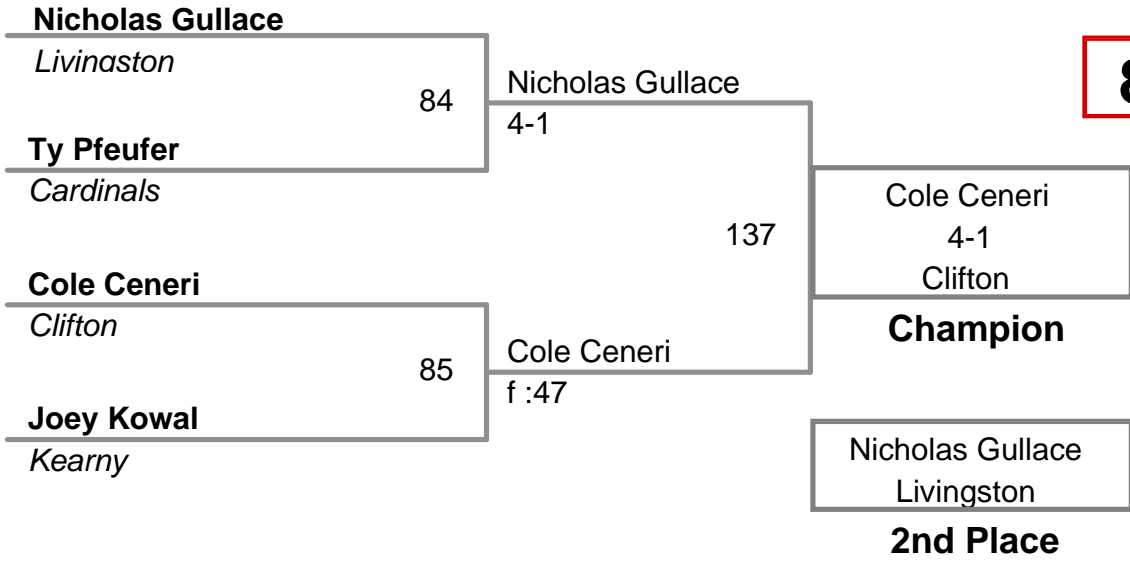 Nicholas Gullace
Livingston
84
Nicholas Gullace
4-1
Ty Pfeufer
Cardinals
137
Cole Ceneri
4-1
Clifton
Champion
Cole Ceneri
Clifton
85
Cole Ceneri
f :47
Joey Kowal
Kearny
Nicholas Gullace
Livingston
2nd Place